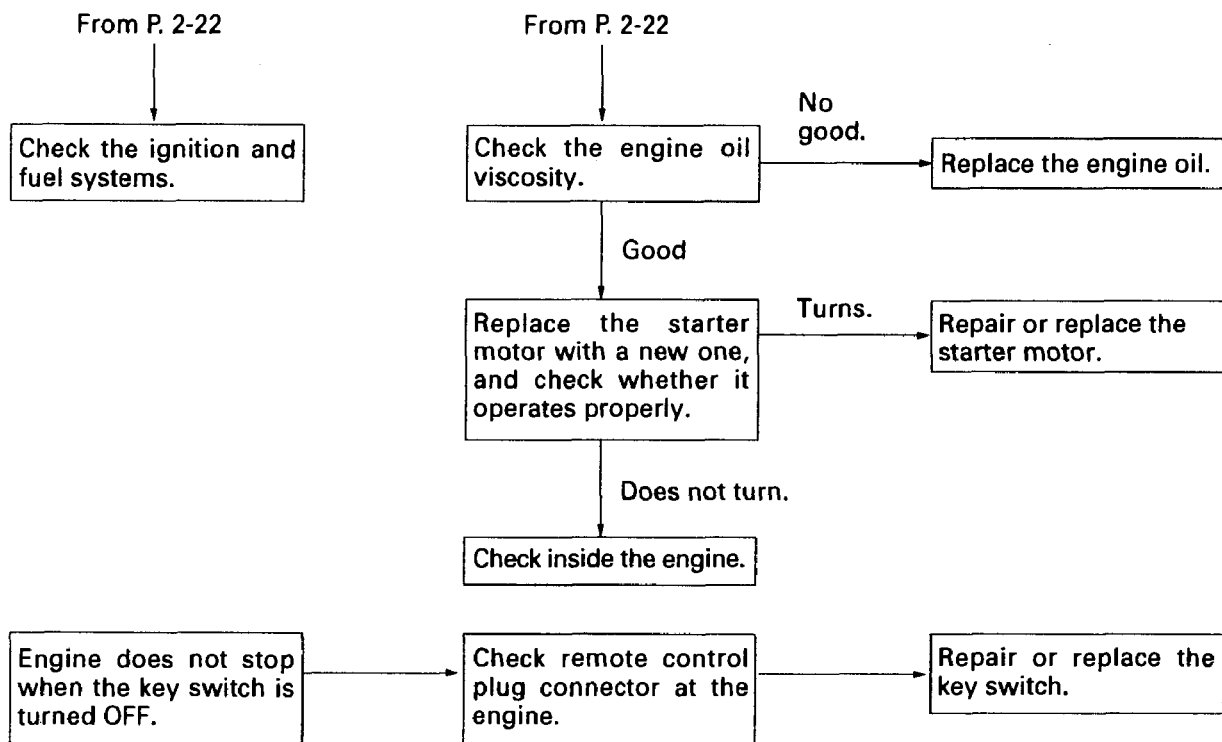 From P. 2-22
From P. 2-22
Check the ignition and
fuel systems.
Check the engine oil
viscosity.
No
good.
Replace the engine oil.
Good
Replace the starter
motor with a new one,
and check whether it
operates properly.
Turns.
Repair or replace the
starter motor.
Does not turn.
Check inside the engine.
Engine does not stop
when the key switch is
turned OFF.
Check remote control
plug connector at the
engine.
Repair or replace the
key switch.